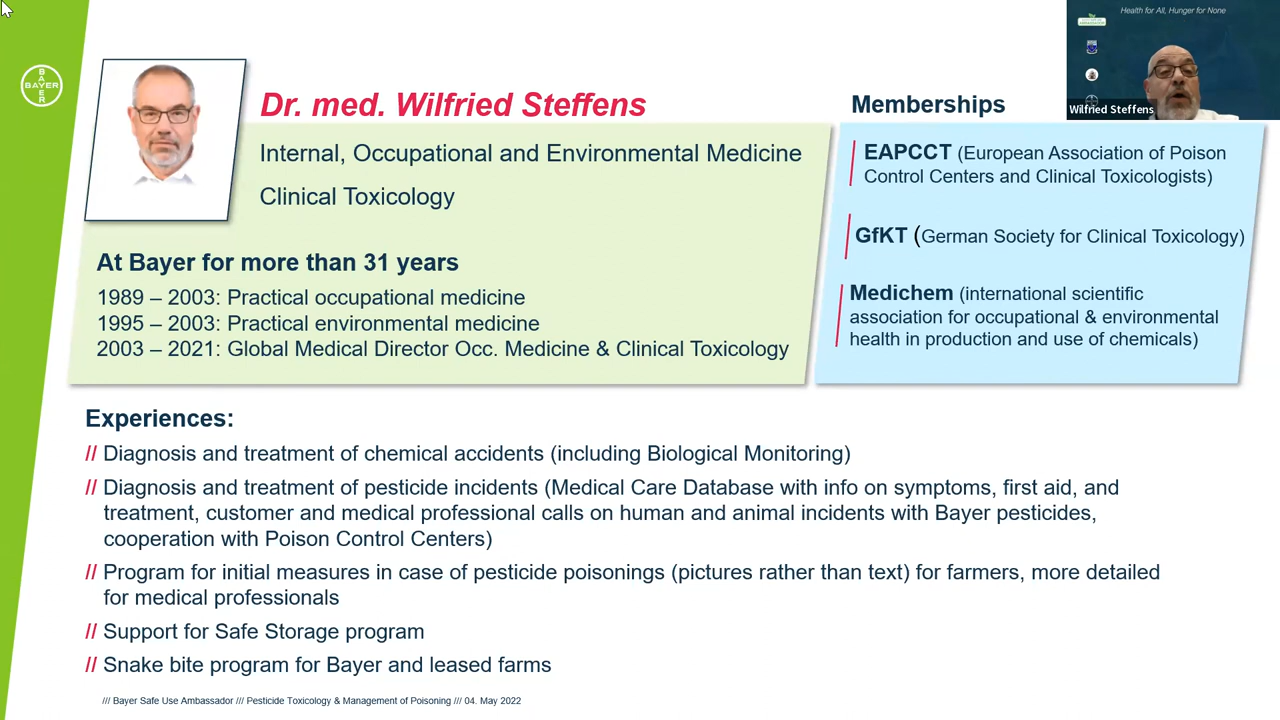 Health for All, Hunger for None
BAYER
BAYER
Wilfried Steffens
Dr. med. Wilfried Steffens
Internal, Occupational and Environmental Medicine
Clinical Toxicology
At Bayer for more than 31 years
1989 – 2003: Practical occupational medicine
1995 – 2003: Practical environmental medicine
2003 – 2021: Global Medical Director Occ. Medicine & Clinical Toxicology
Memberships
EAPCCT (European Association of Poison
Control Centers and Clinical Toxicologists)
GfKT (German Society for Clinical Toxicology)
Medichem (international scientific
association for occupational & environmental
health in production and use of chemicals)
Experiences:
// Diagnosis and treatment of chemical accidents (including Biological Monitoring)
// Diagnosis and treatment of pesticide incidents (Medical Care Database with info on symptoms, first aid, and
treatment, customer and medical professional calls on human and animal incidents with Bayer pesticides,
cooperation with Poison Control Centers)
// Program for initial measures in case of pesticide poisonings (pictures rather than text) for farmers, more detailed
for medical professionals
// Support for Safe Storage program
// Snake bite program for Bayer and leased farms
/// Bayer Safe Use Ambassador /// Pesticide Toxicology & Management of Poisoning /// 04. May 2022